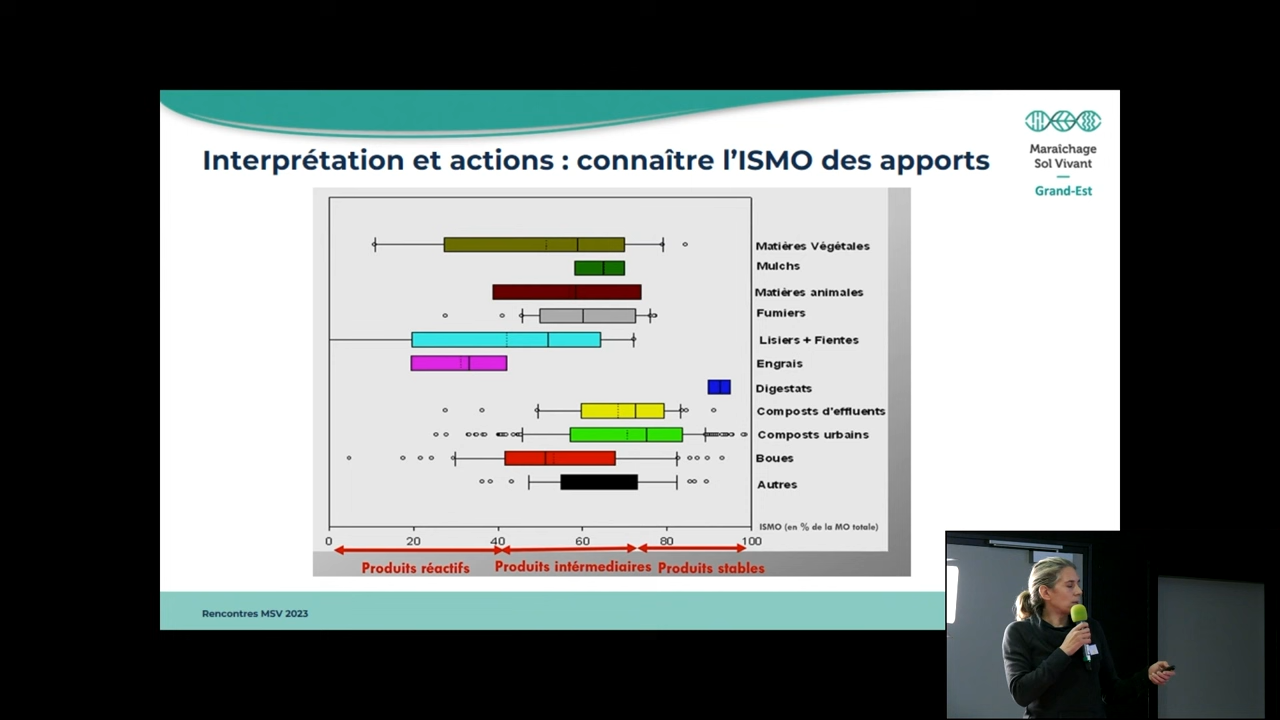 Interprétation et actions : connaître l'ISMO des apports
Maraîchage
Sol Vivant
Grand-Est
Matières Végétales
Mulchs
Matières animales
Fumiers
Lisiers + Fientes
Engrais
Digestats
Composts d'effluents
Composts urbains
Boues
Autres
ISMO (en % de la MO totale)
0 20 40 60 80 100
Produits réactifs Produits intérmediaires Produits stables
Rencontres MSV 2023